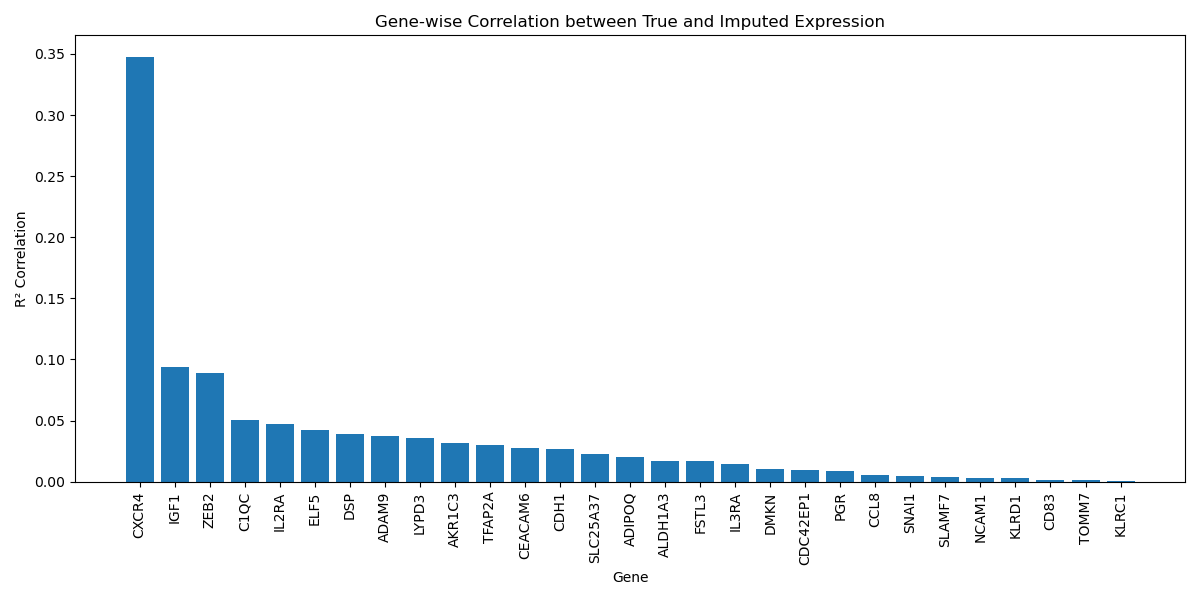 Gene-wise Correlation between True and Imputed Expression
R² Correlation
0.35
0.30
0.25
0.20
0.15
0.10
0.05
0.00
CXCR4
IGF1
ZEB2
C1QC
IL2RA
ELF5
DSP
ADAM9
LYPD3
AKR1C3
TFAP2A
CEACAM6
CDH1
SLC25A37
ADIPOQ
ALDH1A3
FSTL3
IL3RA
DMKN
CDC42EP1
PGR
CCL8
SNAI1
SLAMF7
NCAM1
KLRD1
CD83
TOMM7
KLRC1
Gene